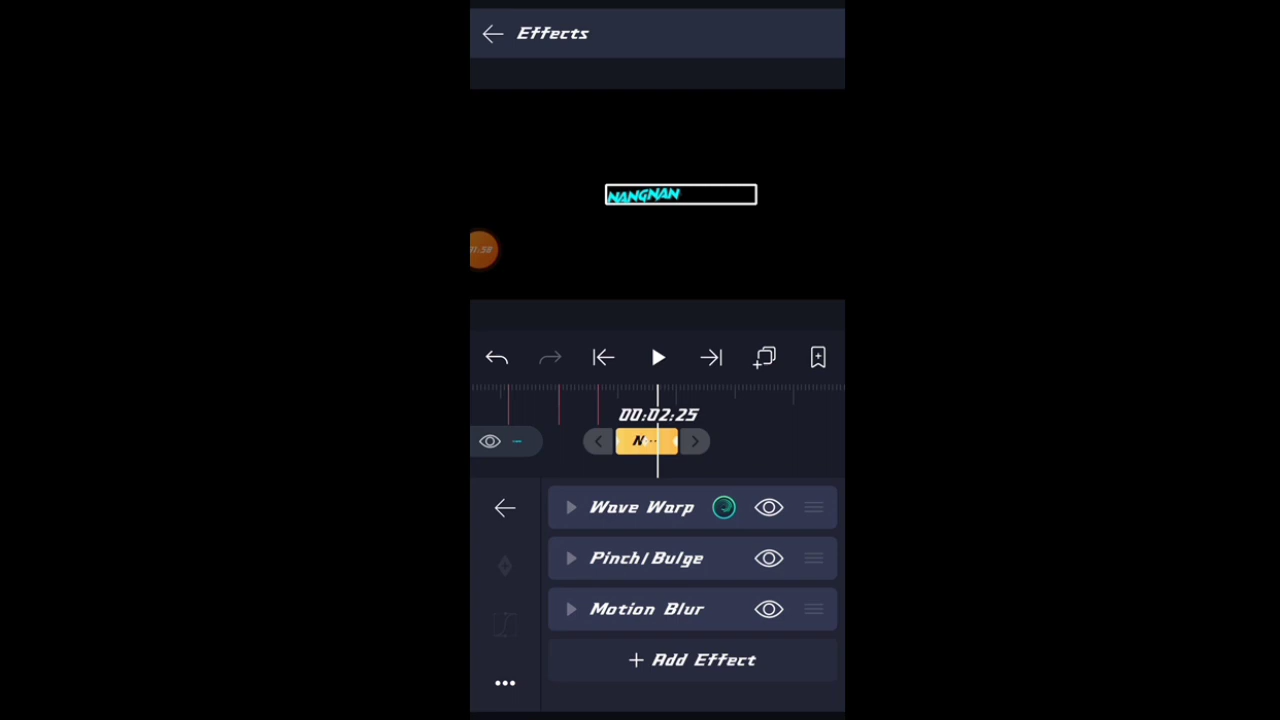 Effects
NANGNAN
00:02:25
Wave Warp
Pinch/Bulge
Motion Blur
+ Add Effect